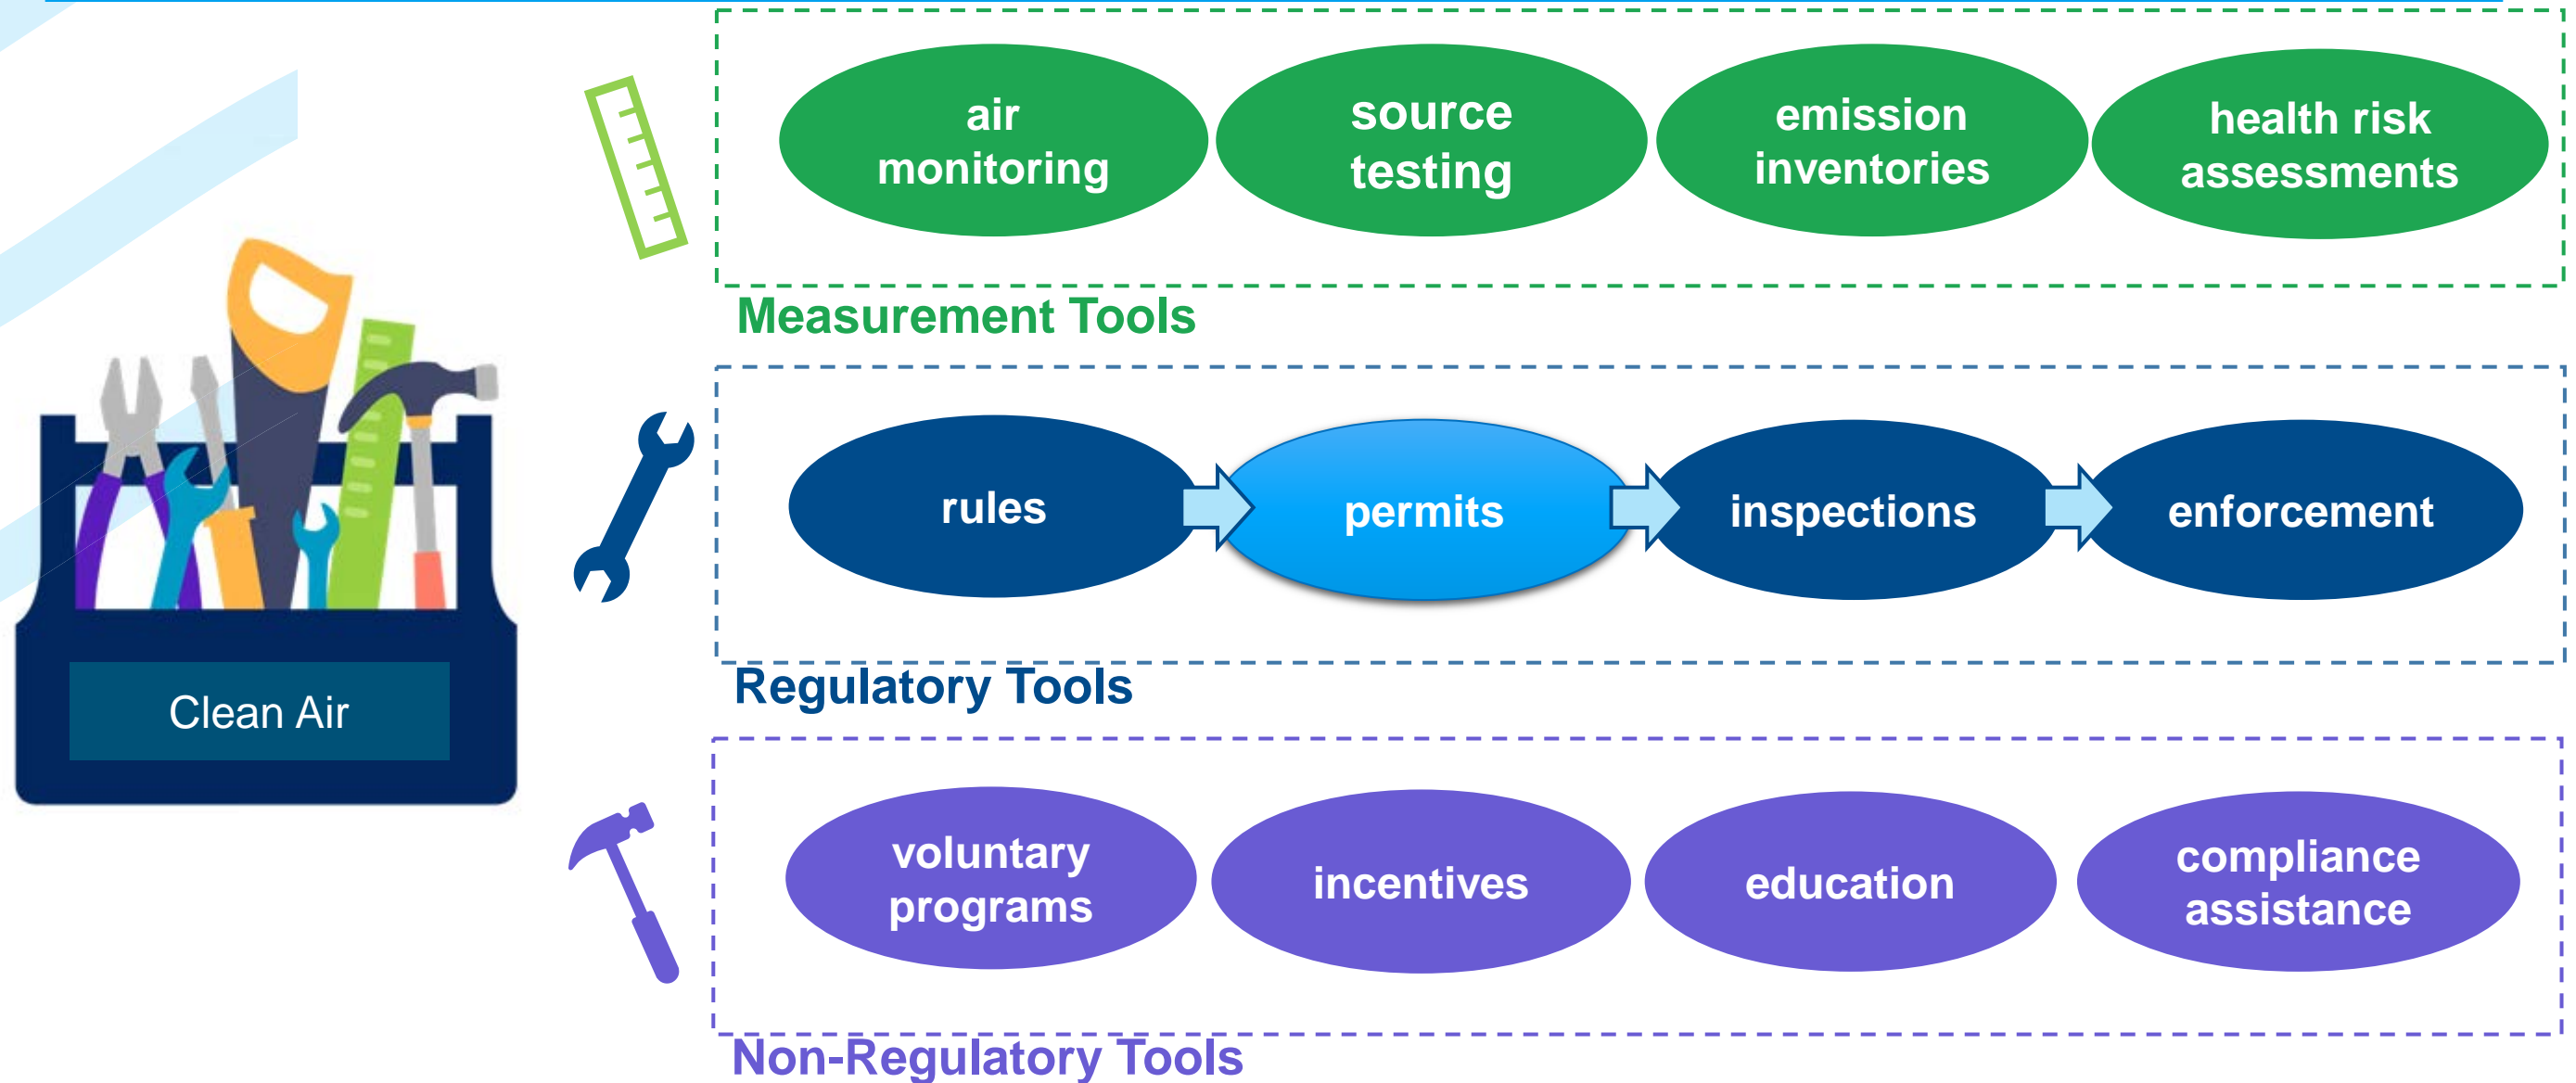 air
monitoring
source
testing
emission
inventories
health risk
assessments
Measurement Tools
rules
permits
inspections
enforcement
Regulatory Tools
Clean Air
voluntary
programs
incentives
education
compliance
assistance
Non-Regulatory Tools